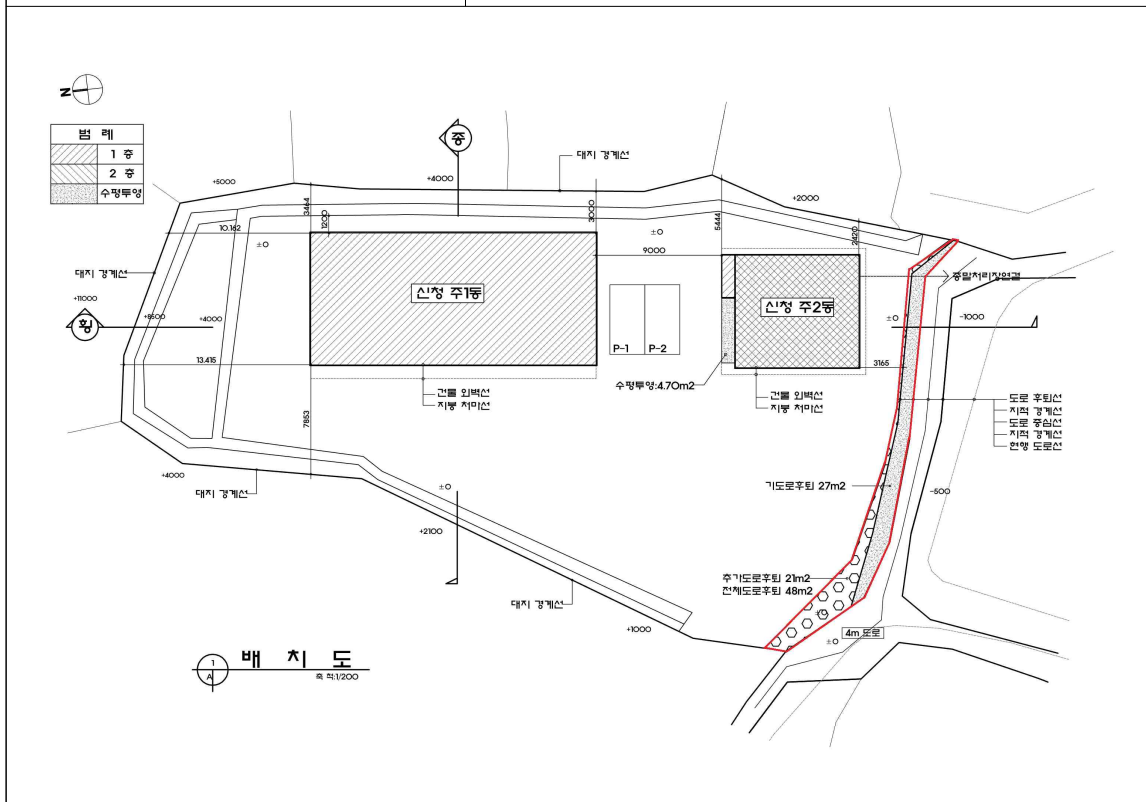 N
범 례
1 층
2 층
수평투영
종
대지 경계선
+5000
+4000
+2000
3464
1200
3000
5444
2420
10.162
±0
±0
9000
대지 경계선
종말처리장연결
신청 주1동
신청 주2동
+11000
+8500
+4000
횡
±0
-1000
P-1
P-2
13.415
3165
수평투영:4.70m2
건물 외벽선
지붕 처마선
건물 외벽선
지붕 처마선
도로 후퇴선
지적 경계선
도로 중심선
지적 경계선
현행 도로선
7853
+4000
대지 경계선
±0
기도로후퇴 27m2
-500
+2100
추가도로후퇴 21m2
전체도로후퇴 48m2
대지 경계선
±0
+1000
4m 도로
±0
1
A
배 치 도
축 척:1/200